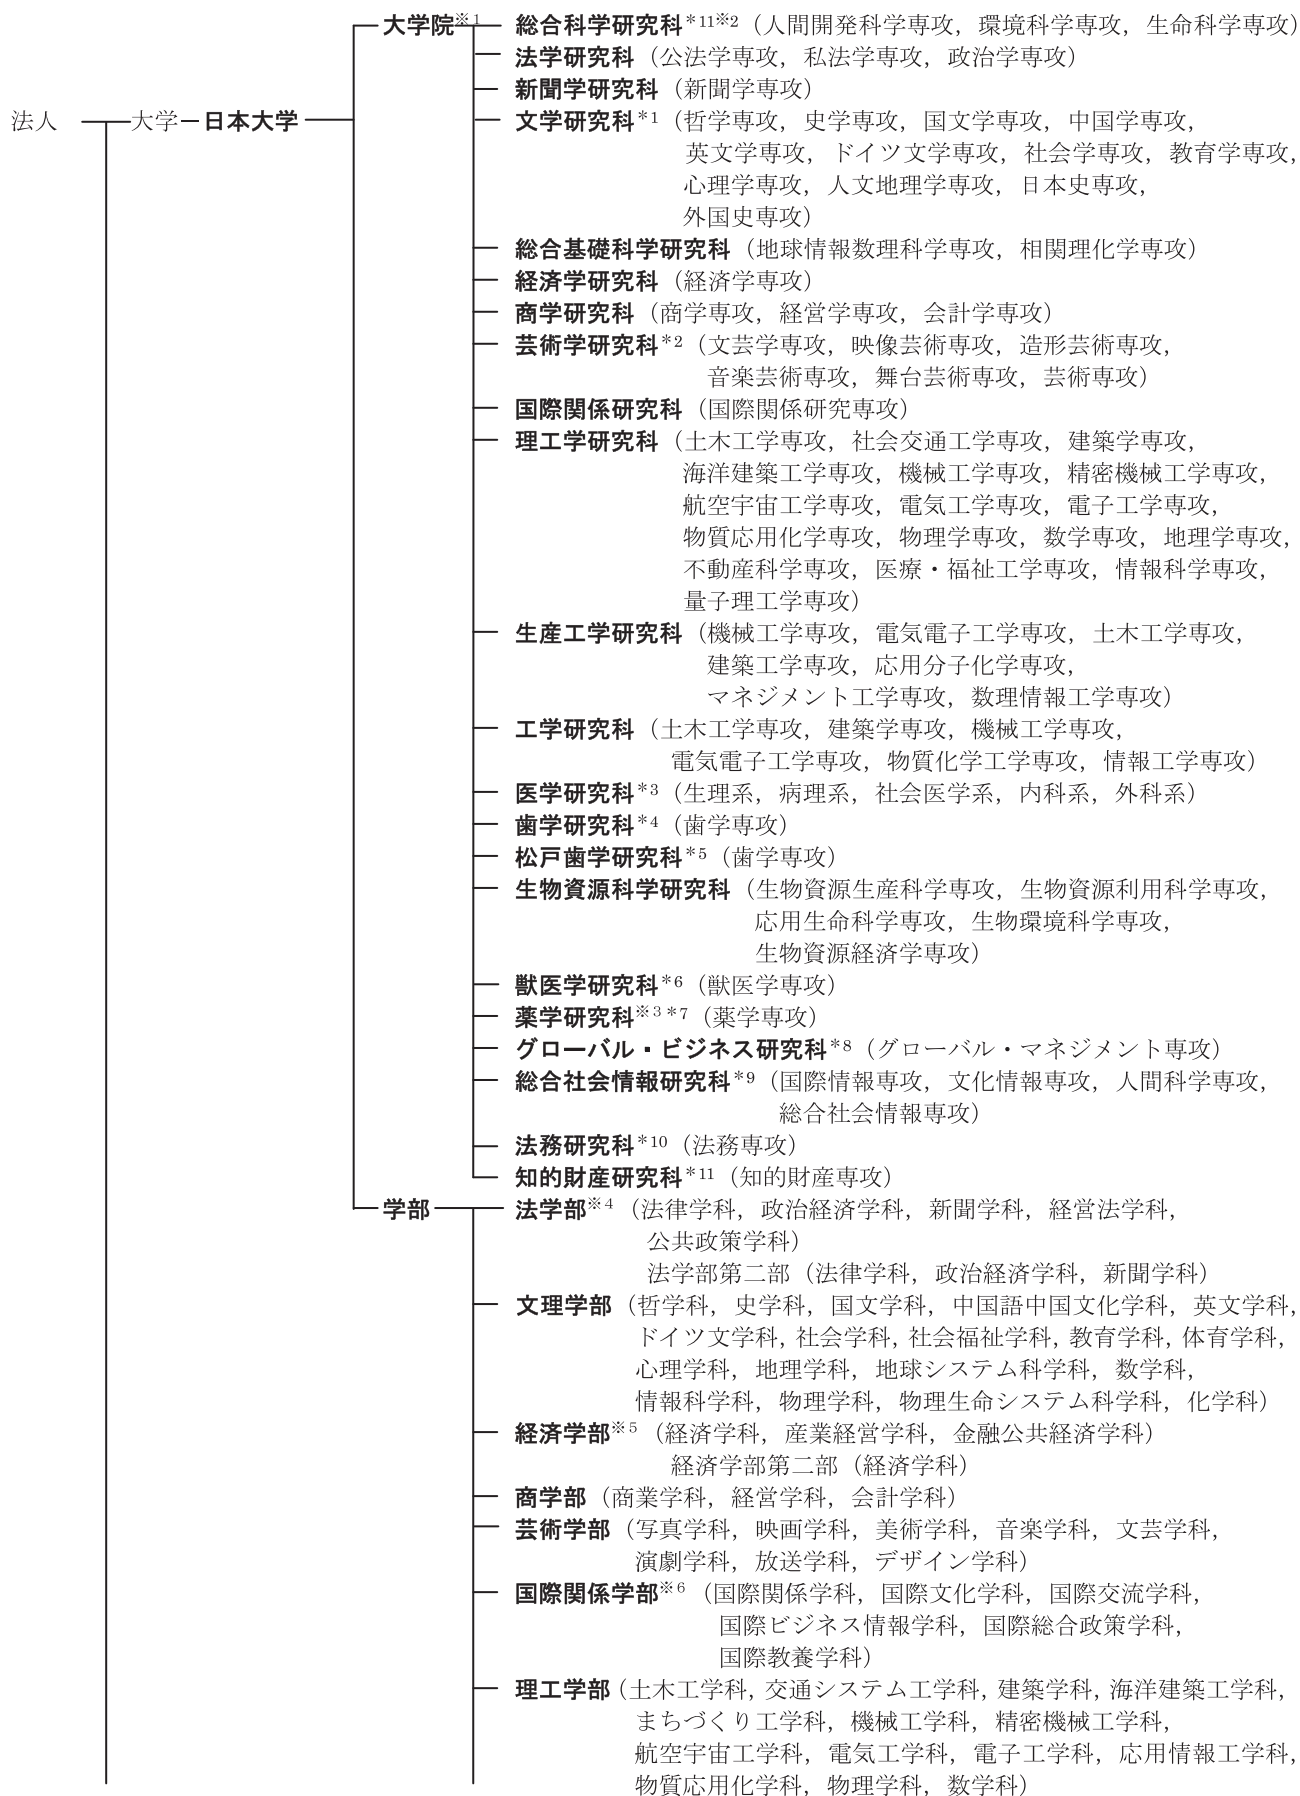 大学院※1 総合科学研究科*11※2（人間開発科学専攻，環境科学専攻，生命科学専攻）
法学研究科（公法学専攻，私法学専攻，政治学専攻）
新聞学研究科（新聞学専攻）
法人 大学 日本大学 文学研究科*1（哲学専攻，史学専攻，国文学専攻，中国学専攻，
英文学専攻，ドイツ文学専攻，社会学専攻，教育学専攻，
心理学専攻，人文地理学専攻，日本史専攻，
外国史専攻）
総合基礎科学研究科（地球情報数理科学専攻，相関理化学専攻）
経済学研究科（経済学専攻）
商学研究科（商学専攻，経営学専攻，会計学専攻）
芸術学研究科*2（文芸学専攻，映像芸術専攻，造形芸術専攻，
音楽芸術専攻，舞台芸術専攻，芸術専攻）
国際関係研究科（国際関係研究専攻）
理工学研究科（土木工学専攻，社会交通工学専攻，建築学専攻，
海洋建築工学専攻，機械工学専攻，精密機械工学専攻，
航空宇宙工学専攻，電気工学専攻，電子工学専攻，
物質応用化学専攻，物理学専攻，数学専攻，地理学専攻，
不動産科学専攻，医療・福祉工学専攻，情報科学専攻，
量子理工学専攻）
生産工学研究科（機械工学専攻，電気電子工学専攻，土木工学専攻，
建築工学専攻，応用分子化学専攻，
マネジメント工学専攻，数理情報工学専攻）
工学研究科（土木工学専攻，建築学専攻，機械工学専攻，
電気電子工学専攻，物質化学工学専攻，情報工学専攻）
医学研究科*3（生理系，病理系，社会医学系，内科系，外科系）
歯学研究科*4（歯学専攻）
松戸歯学研究科*5（歯学専攻）
生物資源科学研究科（生物資源生産科学専攻，生物資源利用科学専攻，
応用生命科学専攻，生物環境科学専攻，
生物資源経済学専攻）
獣医学研究科*6（獣医学専攻）
薬学研究科※3*7（薬学専攻）
グローバル・ビジネス研究科*8（グローバル・マネジメント専攻）
総合社会情報研究科*9（国際情報専攻，文化情報専攻，人間科学専攻，
総合社会情報専攻）
法務研究科*10（法務専攻）
知的財産研究科*11（知的財産専攻）
学部 法学部※4（法律学科，政治経済学科，新聞学科，経営法学科，
公共政策学科）
法学部第二部（法律学科，政治経済学科，新聞学科）
文理学部（哲学科，史学科，国文学科，中国語中国文化学科，英文学科，
ドイツ文学科，社会学科，社会福祉学科，教育学科，体育学科，
心理学科，地理学科，地球システム科学科，数学科，
情報科学科，物理学科，物理生命システム科学科，化学科）
経済学部※5（経済学科，産業経営学科，金融公共経済学科）
経済学部第二部（経済学科）
商学部（商業学科，経営学科，会計学科）
芸術学部（写真学科，映画学科，美術学科，音楽学科，文芸学科，
演劇学科，放送学科，デザイン学科）
国際関係学部※6（国際関係学科，国際文化学科，国際交流学科，
国際ビジネス情報学科，国際総合政策学科，
国際教養学科）
理工学部（土木工学科，交通システム工学科，建築学科，海洋建築工学科，
まちづくり工学科，機械工学科，精密機械工学科，
航空宇宙工学科，電気工学科，電子工学科，応用情報工学科，
物質応用化学科，物理学科，数学科）